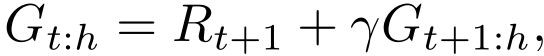 G_{t:h} = R_{t+1} + γG_{t+1:h},